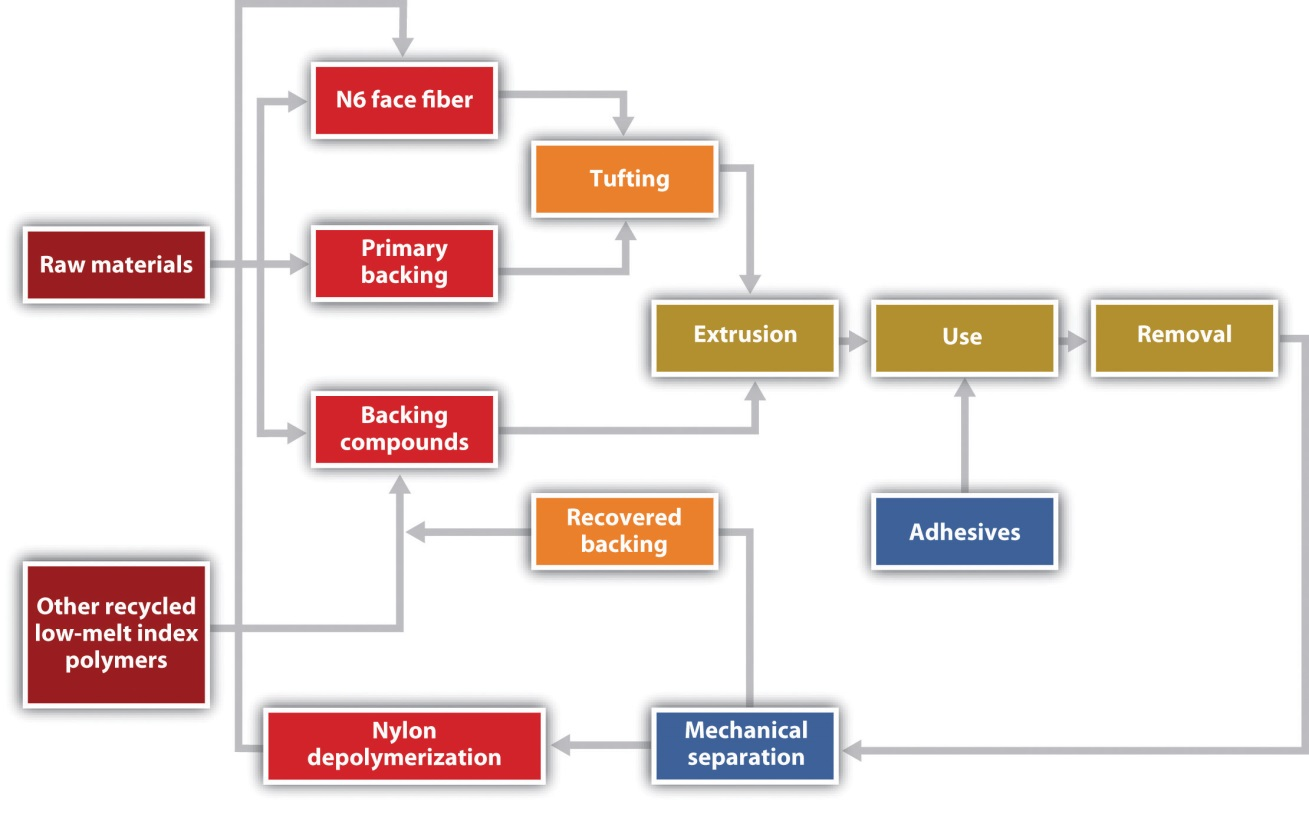 N6 face fiber
Tufting
Raw materials
Primary
backing
Extrusion
Use
Removal
Backing
compounds
Recovered
backing
Adhesives
Other recycled
low-melt index
polymers
Nylon
depolymerization
Mechanical
separation